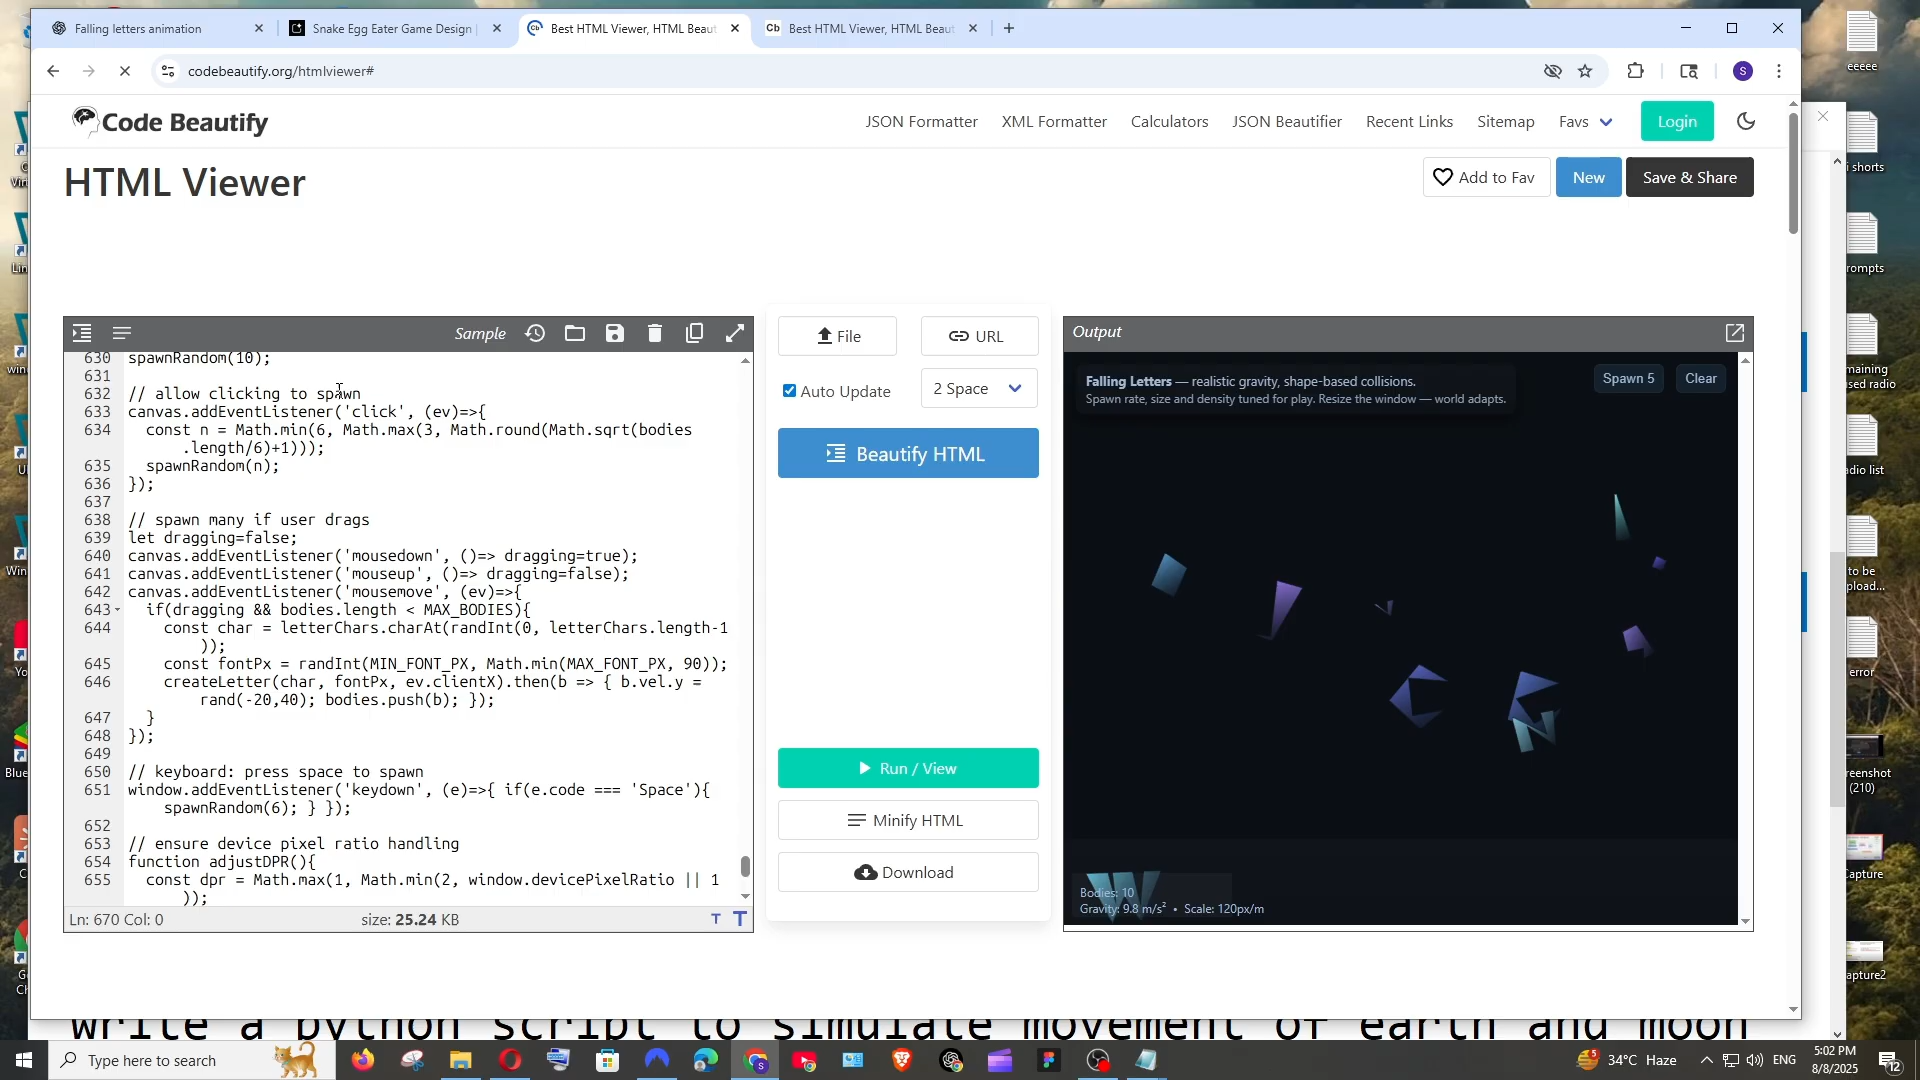 Falling letters animation
Snake Egg Eater Game Design
Best HTML Viewer, HTML Beaut
Cb Best HTML Viewer, HTML Beaut
codebeautify.org/htmlviewer#
S
Code Beautify
JSON Formatter
XML Formatter
Calculators
JSON Beautifier
Recent Links
Sitemap
Favs
Login
HTML Viewer
Add to Fav
New
Save & Share
Sample
630 spawnRandom(10);
631
632 // allow clicking to spawn
633 canvas.addEventListener('click', (ev)=>{
634 const n = Math.min(6, Math.max(3, Math.round(Math.sqrt(bodies
.length/6)+1)));
635 spawnRandom(n);
636 });
637
638 // spawn many if user drags
639 let dragging=false;
640 canvas.addEventListener('mousedown', ()=> dragging=true);
641 canvas.addEventListener('mouseup', ()=> dragging=false);
642 canvas.addEventListener('mousemove', (ev)=>{
643 if(dragging && bodies.length < MAX_BODIES){
644 const char = letterChars.charAt(randInt(0, letterChars.length-1
));
645 const fontPx = randInt(MIN_FONT_PX, Math.min(MAX_FONT_PX, 90));
646 createLetter(char, fontPx, ev.clientX).then(b => { b.vel.y =
rand(-20,40); bodies.push(b); });
647 }
648 });
649
650 // keyboard: press space to spawn
651 window.addEventListener('keydown', (e)=>{ if(e.code === 'Space'){
spawnRandom(6); } });
652
653 // ensure device pixel ratio handling
654 function adjustDPR(){
655 const dpr = Math.max(1, Math.min(2, window.devicePixelRatio || 1
));
Ln: 670 Col: 0
size: 25.24 KB
T T
File
URL
Auto Update
2 Space
Beautify HTML
Run / View
Minify HTML
Download
Output
Falling Letters — realistic gravity, shape-based collisions.
Spawn rate, size and density tuned for play. Resize the window — world adapts.
Spawn 5
Clear
Bodies: 10
Gravity: 9.8 m/s² • Scale: 120px/m
write a python script to simulate movement of earth and moon
eeeee
i shorts
rompts
maining
sed radio
adio list
to be
pload...
error
reenshot
(210)
Capture
apture2
Type here to search
34°C Haze
ENG
5:02 PM
8/8/2025
12